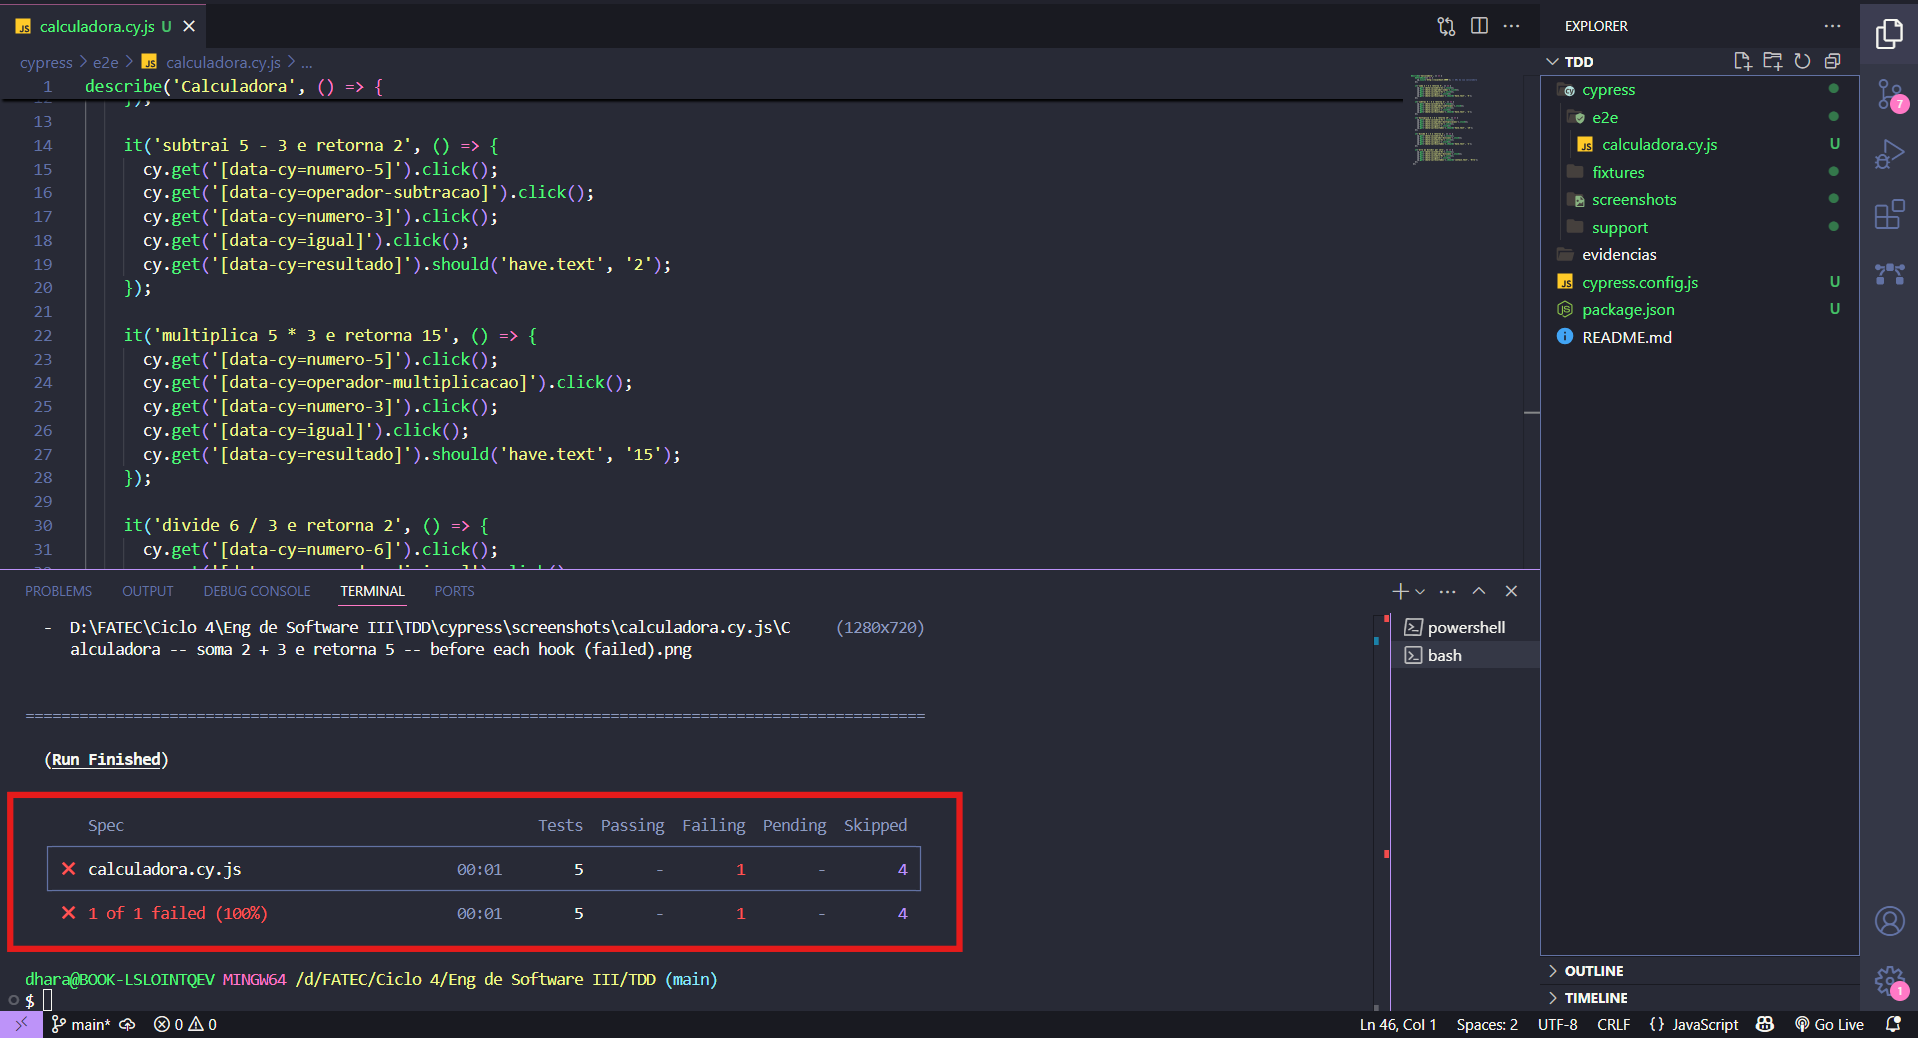 calculadora.cy.js U
cypress > e2e > calculadora.cy.js > ...
1 describe('Calculadora', () => {
12 });
13
14 it('subtrai 5 - 3 e retorna 2', () => {
15 cy.get('[data-cy=numero-5]').click();
16 cy.get('[data-cy=operador-subtracao]').click();
17 cy.get('[data-cy=numero-3]').click();
18 cy.get('[data-cy=igual]').click();
19 cy.get('[data-cy=resultado]').should('have.text', '2');
20 });
21
22 it('multiplica 5 * 3 e retorna 15', () => {
23 cy.get('[data-cy=numero-5]').click();
24 cy.get('[data-cy=operador-multiplicacao]').click();
25 cy.get('[data-cy=numero-3]').click();
26 cy.get('[data-cy=igual]').click();
27 cy.get('[data-cy=resultado]').should('have.text', '15');
28 });
29
30 it('divide 6 / 3 e retorna 2', () => {
31 cy.get('[data-cy=numero-6]').click();
PROBLEMS OUTPUT DEBUG CONSOLE TERMINAL PORTS
- D:\FATEC\Ciclo 4\Eng de Software III\TDD\cypress\screenshots\calculadora.cy.js\C (1280x720)
alculadora -- soma 2 + 3 e retorna 5 -- before each hook (failed).png
====================================================================================================
(Run Finished)
Spec Tests Passing Failing Pending Skipped
✖ calculadora.cy.js 00:01 5 - 1 - 4
✖ 1 of 1 failed (100%) 00:01 5 - 1 - 4
dhara@BOOK-LSLOINTQEV MINGW64 /d/FATEC/Ciclo 4/Eng de Software III/TDD (main)
$
powershell
bash
EXPLORER
TDD
cypress
e2e
calculadora.cy.js U
fixtures
screenshots
support
evidencias
cypress.config.js U
package.json U
README.md
OUTLINE
TIMELINE
7
1
main* 0 0 Ln 46, Col 1 Spaces: 2 UTF-8 CRLF {} JavaScript Go Live